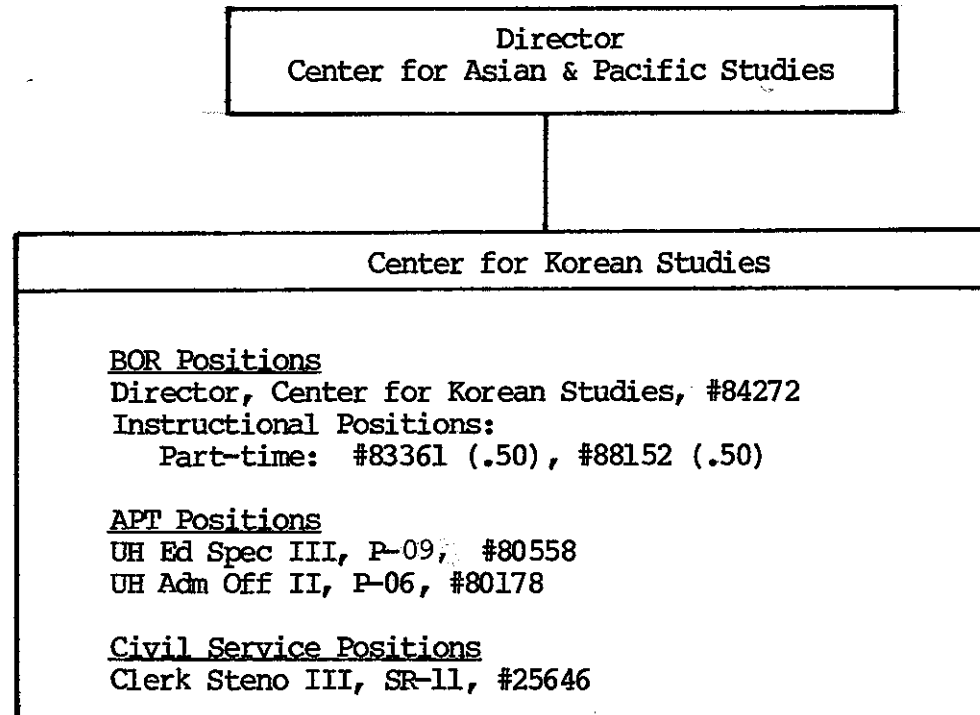 Director
Center for Asian & Pacific Studies
Center for Korean Studies
BOR Positions
Director, Center for Korean Studies, #84272
Instructional Positions:
Part-time: #83361 (.50), #88152 (.50)
APT Positions
UH Ed Spec III, P-09, #80558
UH Adm Off II, P-06, #80178
Civil Service Positions
Clerk Steno III, SR-11, #25646